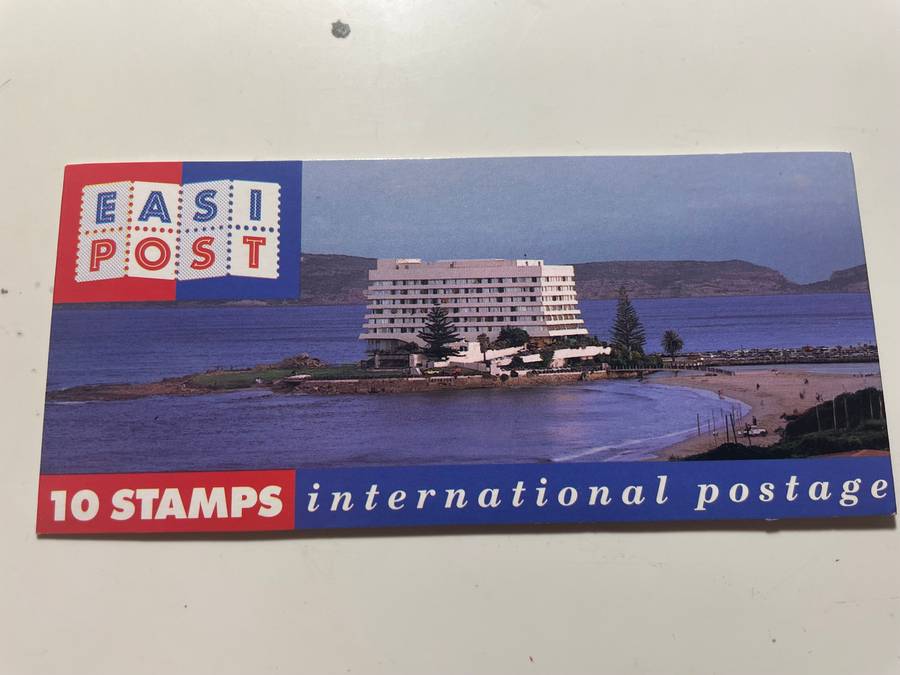 EASI
POST
10 STAMPS international postage